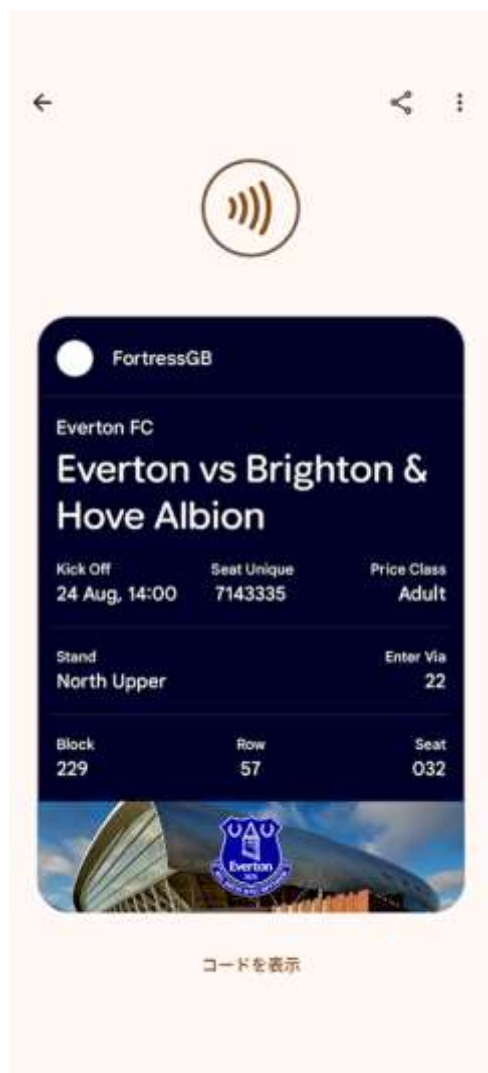 FortressGB
Everton FC
Everton vs Brighton &
Hove Albion
Kick Off Seat Unique Price Class
24 Aug, 14:00 7143335 Adult
Stand Enter Via
North Upper 22
Block Row Seat
229 57 032
Everton
コードを表示